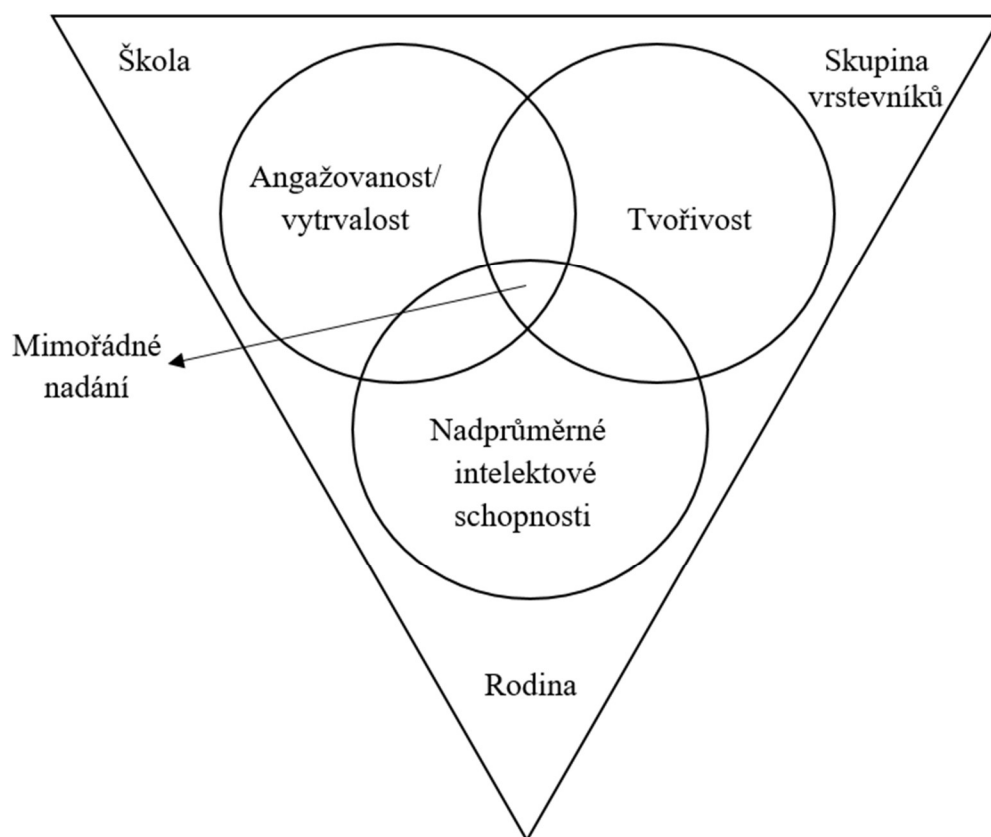 Škola
Skupina
vrstevníků
Angažovanost/
vytrvalost
Tvořivost
Mimořádné
nadání
Nadprůměrné
intelektové
schopnosti
Rodina